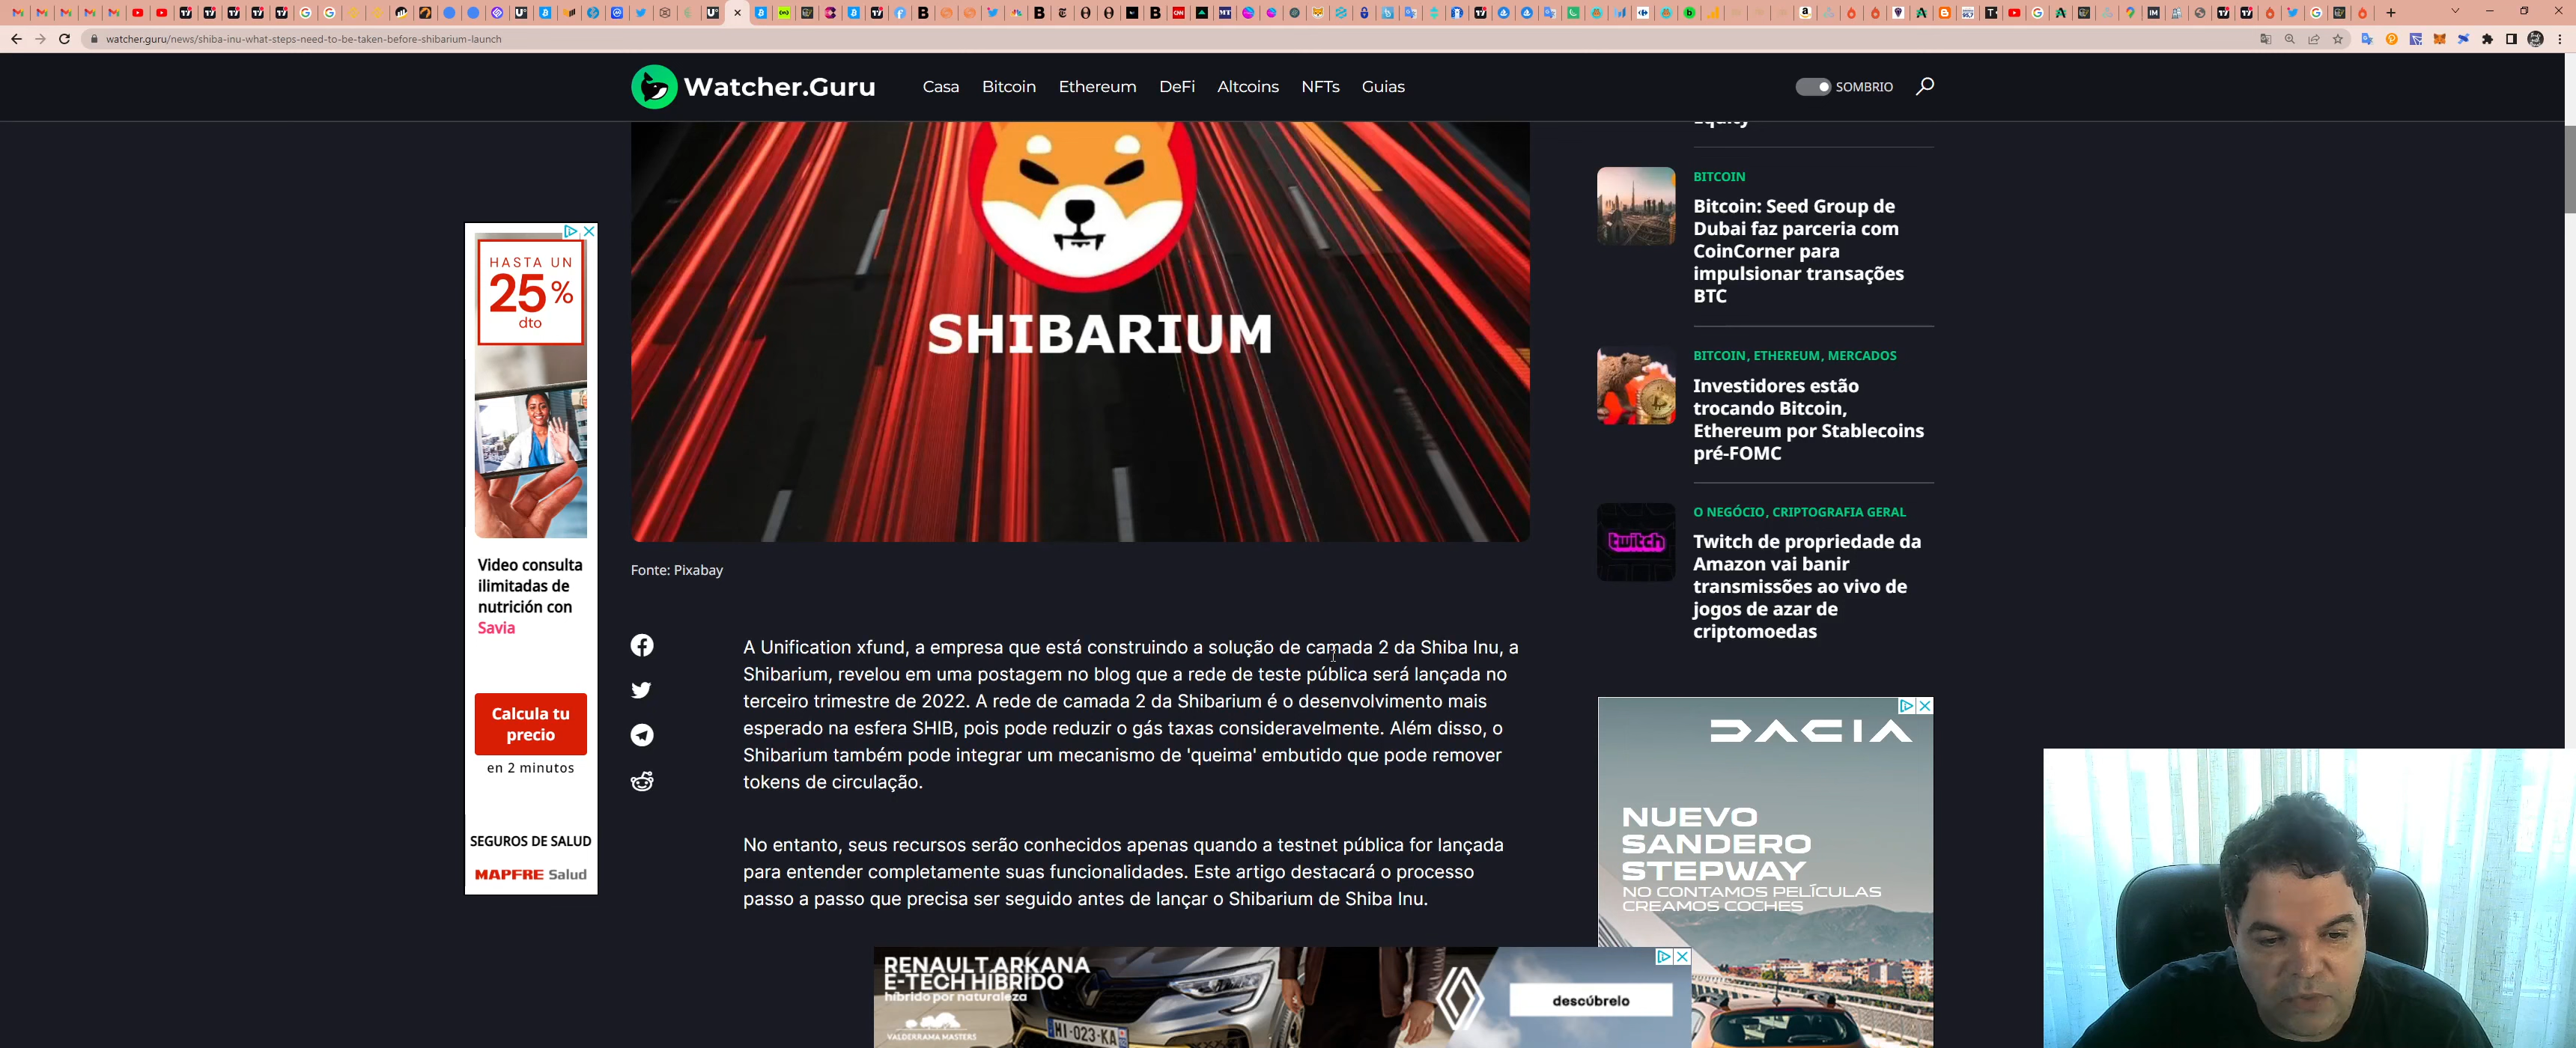 watcher.guru/news/shiba-inu-what-steps-need-to-be-taken-before-shibarium-launch
Watcher.Guru
Casa
Bitcoin
Ethereum
DeFi
Altcoins
NFTs
Guias
SOMBRIO
HASTA UN
25%
dto
Video consulta
ilimitadas de
nutrición con
Savia
Calcula tu
precio
en 2 minutos
SEGUROS DE SALUD
MAPFRE Salud
SHIBARIUM
Fonte: Pixabay
A Unification xfund, a empresa que está construindo a solução de camada 2 da Shiba Inu, a
Shibarium, revelou em uma postagem no blog que a rede de teste pública será lançada no
terceiro trimestre de 2022. A rede de camada 2 da Shibarium é o desenvolvimento mais
esperado na esfera SHIB, pois pode reduzir o gás taxas consideravelmente. Além disso, o
Shibarium também pode integrar um mecanismo de 'queima' embutido que pode remover
tokens de circulação.
No entanto, seus recursos serão conhecidos apenas quando a testnet pública for lançada
para entender completamente suas funcionalidades. Este artigo destacará o processo
passo a passo que precisa ser seguido antes de lançar o Shibarium de Shiba Inu.
Equity
BITCOIN
Bitcoin: Seed Group de
Dubai faz parceria com
CoinCorner para
impulsionar transações
BTC
BITCOIN, ETHEREUM, MERCADOS
Investidores estão
trocando Bitcoin,
Ethereum por Stablecoins
pré-FOMC
twitch
O NEGÓCIO, CRIPTOGRAFIA GERAL
Twitch de propriedade da
Amazon vai banir
transmissões ao vivo de
jogos de azar de
criptomoedas
DACIA
NUEVO
SANDERO
STEPWAY
NO CONTAMOS PELÍCULAS
CREAMOS COCHES
RENAULT ARKANA
E-TECH HÍBRIDO
híbrido por naturaleza
VALDERRAMA MASTERS
HI-023-KA
descúbrelo